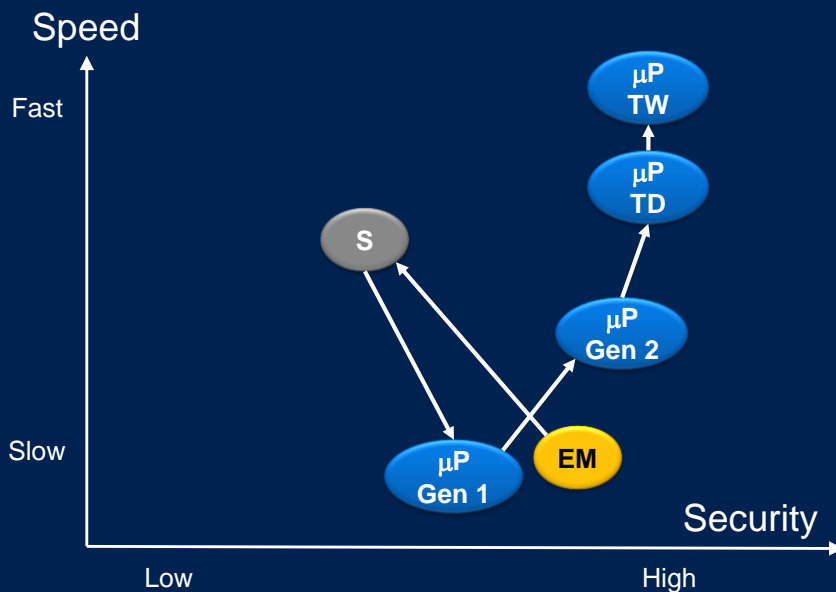 Speed
Fast
μP
TW
μP
TD
S
μP
Gen 2
Slow
μP
Gen 1
EM
Security
Low
High